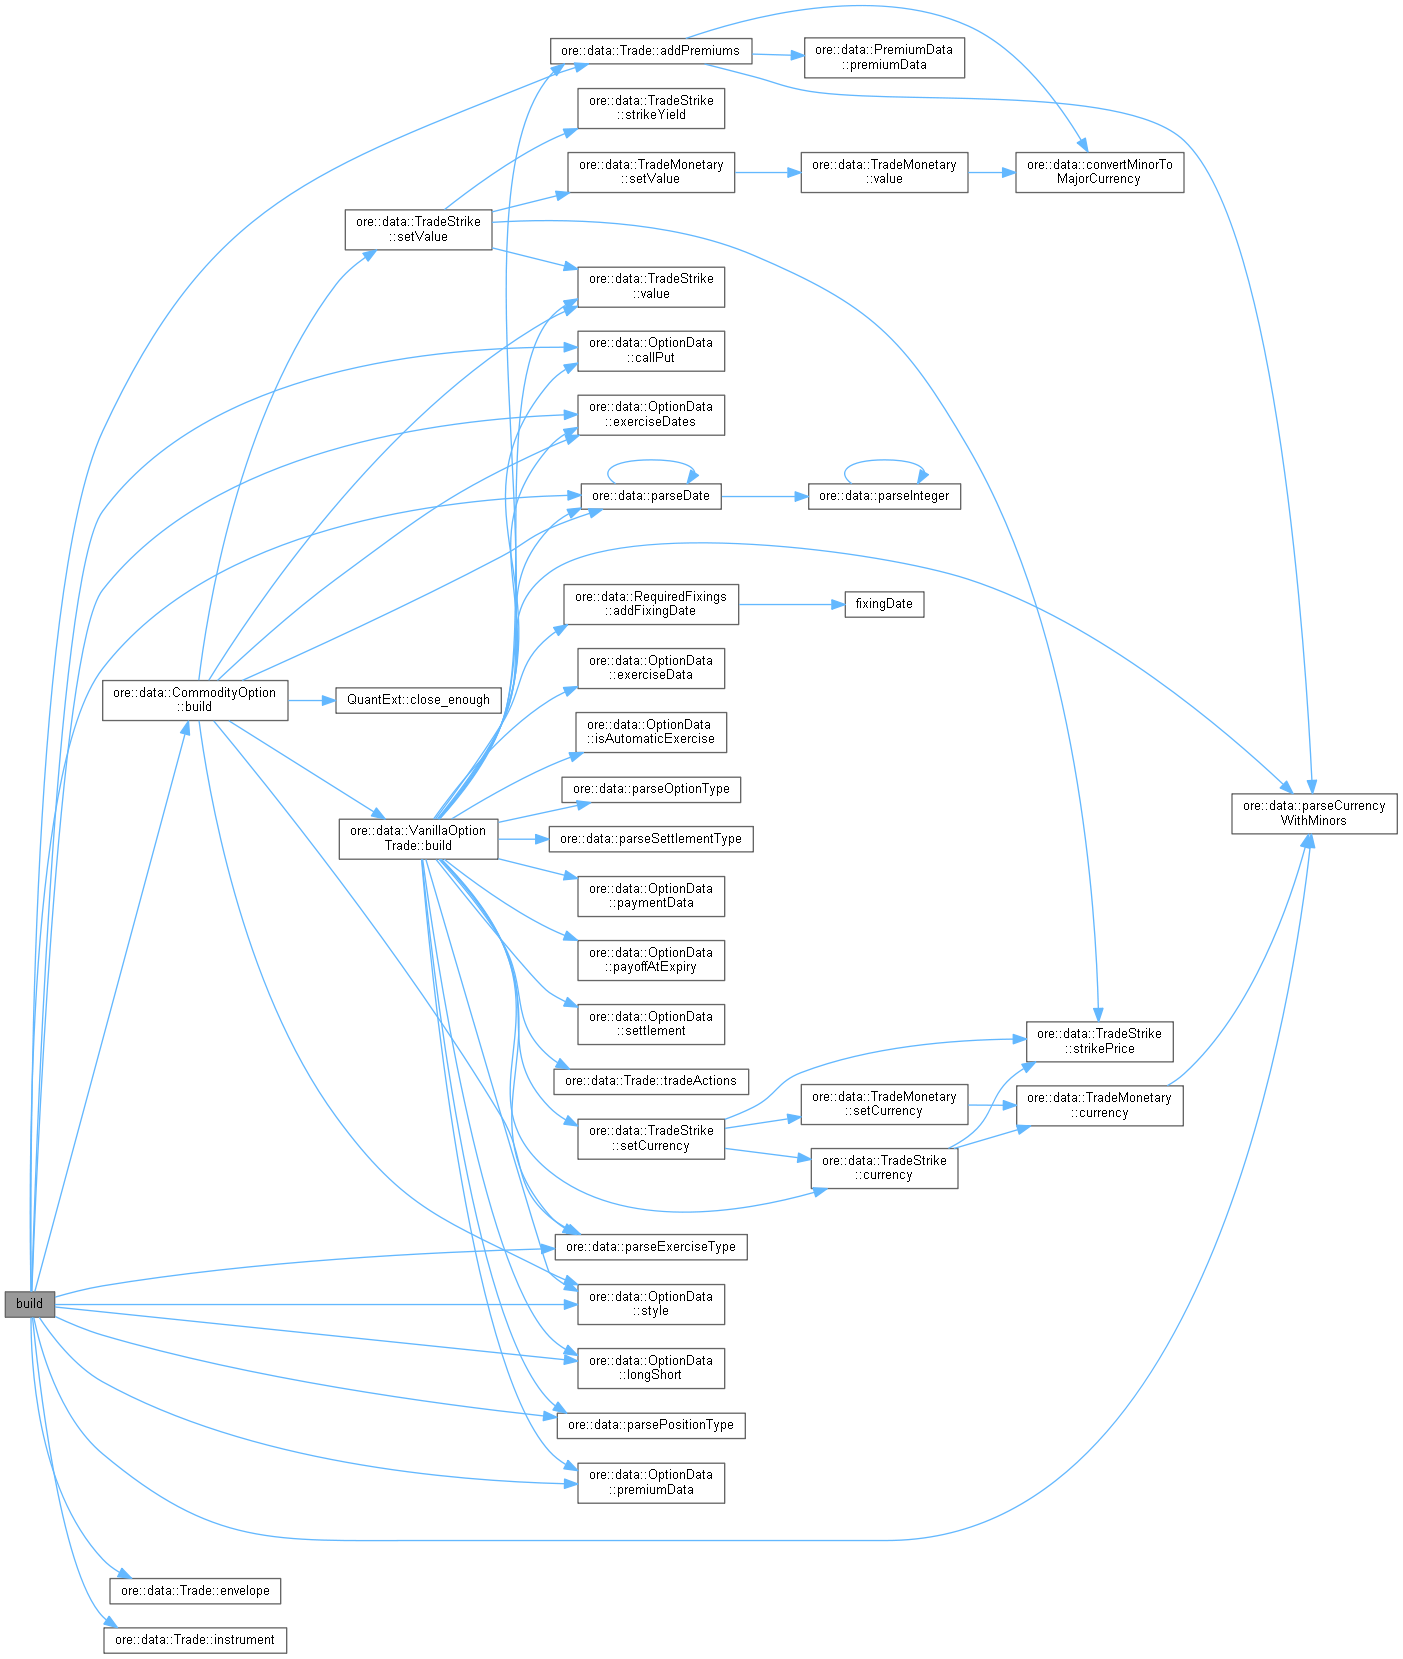 ore::data::Trade::addPremiums
ore::data::PremiumData
::premiumData
ore::data::TradeStrike
::strikeYield
ore::data::TradeMonetary
::setValue
ore::data::TradeMonetary
::value
ore::data::convertMinorTo
MajorCurrency
ore::data::TradeStrike
::setValue
ore::data::TradeStrike
::value
ore::data::OptionData
::callPut
ore::data::OptionData
::exerciseDates
ore::data::parseDate
ore::data::parseInteger
ore::data::RequiredFixings
::addFixingDate
fixingDate
ore::data::OptionData
::exerciseData
ore::data::CommodityOption
::build
QuantExt::close_enough
ore::data::OptionData
::isAutomaticExercise
ore::data::parseOptionType
ore::data::parseCurrency
WithMinors
ore::data::VanillaOption
Trade::build
ore::data::parseSettlementType
ore::data::OptionData
::paymentData
ore::data::OptionData
::payoffAtExpiry
ore::data::OptionData
::settlement
ore::data::TradeStrike
::strikePrice
ore::data::Trade::tradeActions
ore::data::TradeMonetary
::setCurrency
ore::data::TradeMonetary
::currency
ore::data::TradeStrike
::setCurrency
ore::data::TradeStrike
::currency
ore::data::parseExerciseType
build
ore::data::OptionData
::style
ore::data::OptionData
::longShort
ore::data::parsePositionType
ore::data::OptionData
::premiumData
ore::data::Trade::envelope
ore::data::Trade::instrument